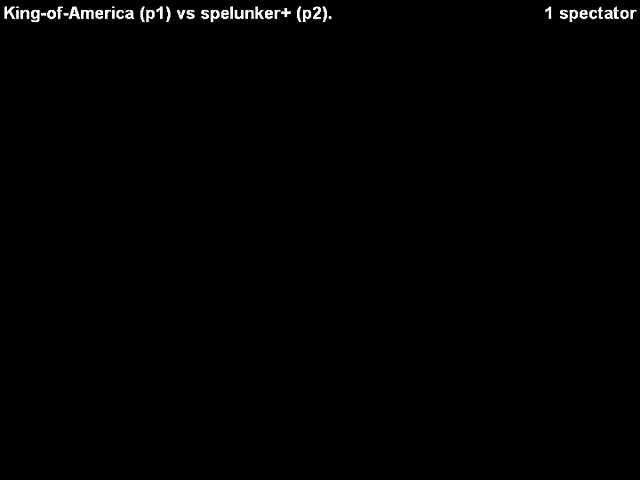 King-of-America (p1) vs spelunker+ (p2).
1 spectator